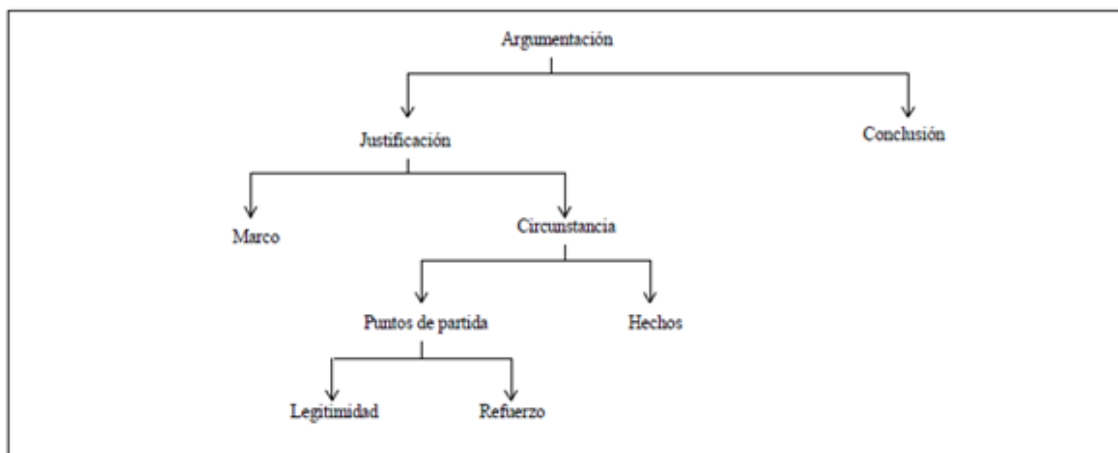 Argumentación
Justificación
Conclusión
Marco
Circunstancia
Puntos de partida
Hechos
Legitimidad
Refuerzo